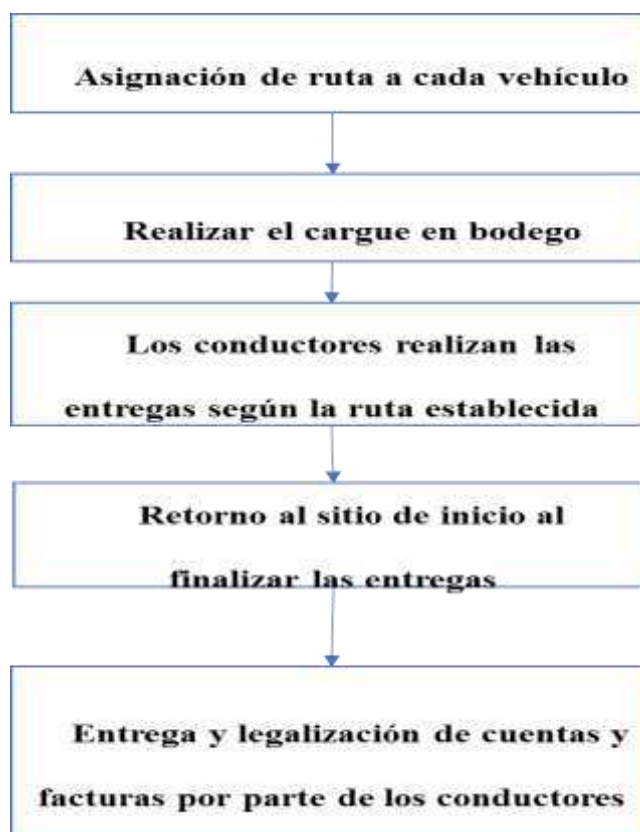 Asignación de ruta a cada vehículo
Realizar el cargue en bodego
Los conductores realizan las
entregas según la ruta establecida
Retorno al sitio de inicio al
finalizar las entregas
Entrega y legalización de cuentas y
facturas por parte de los conductores